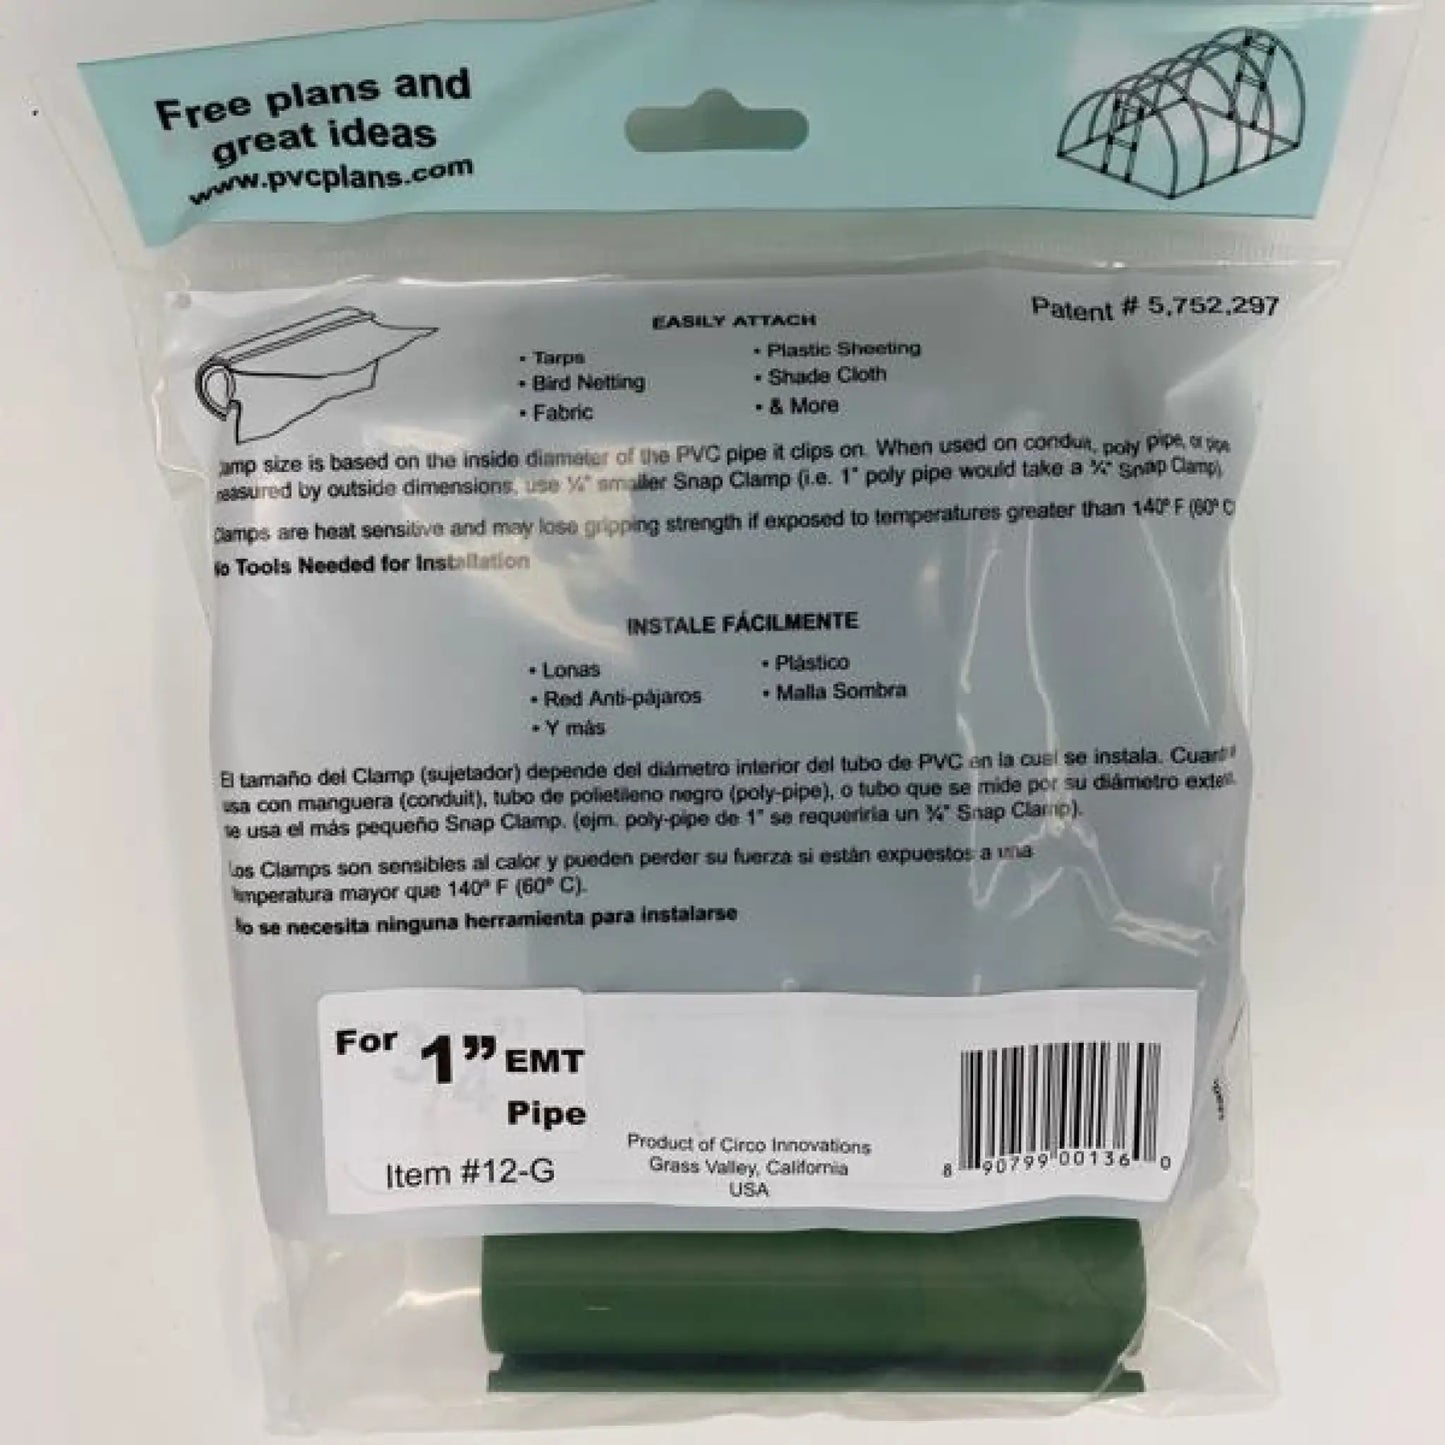 Free plans and
great ideas
www.pvcplans.com
Patent # 5,752,297
EASILY ATTACH
• Tarps
• Bird Netting
• Fabric
• Plastic Sheeting
• Shade Cloth
• & More
size is based on the inside diameter of the PVC pipe it clips on. When used on conduit, poly pipe, or pipe
measured by outside dimensions, use ¼" smaller Snap Clamp (i.e. 1" poly pipe would take a ¾" Snap Clamp)
Clamps are heat sensitive and may lose gripping strength if exposed to temperatures greater than 140º F (60º C
No Tools Needed for Installation
INSTALE FÁCILMENTE
• Lonas
• Red Anti-pájaros
• Y más
• Plástico
• Malla Sombra
El tamaño del Clamp (sujetador) depende del diámetro interior del tubo de PVC en la cual se instala.
usa con manguera (conduit), tubo de polietileno negro (poly-pipe), o tubo que se mide por su diámetro
se usa el más pequeño Snap Clamp. (ejm. poly-pipe de 1" se requeriria un ¾" Snap Clamp).
Los Clamps son sensibles al calor y pueden perder su fuerza si están expuestos a una
temperatura mayor que 140º F (60º C).
No se necesita ninguna herramienta para instalarse
For 1” EMT
Pipe
Item #12-G
Product of Circo Innovations
Grass Valley, California
USA
8 90799 00136 0